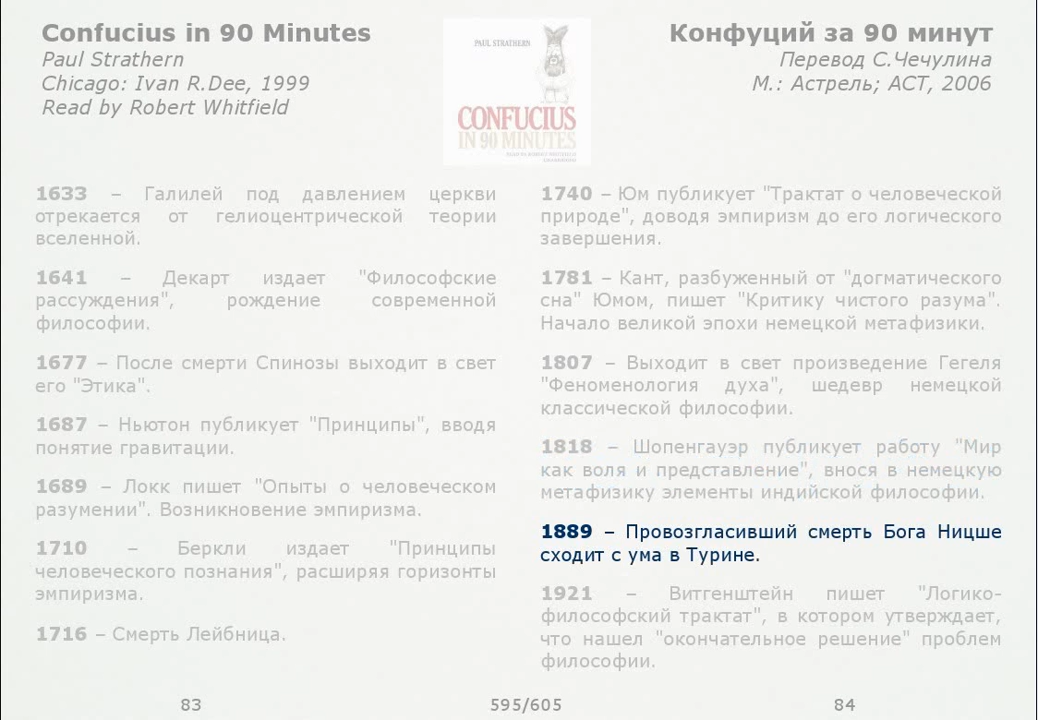 Confucius in 90 Minutes
Paul Strathern
Chicago: Ivan R.Dee, 1999
Read by Robert Whitfield
PAUL STRATHERN
CONFUCIUS
IN 90 MINUTES
Конфуций за 90 минут
Перевод С.Чечулина
М.: Астрель; АСТ, 2006
1633 – Галилей под давлением церкви
отрекается от гелиоцентрической теории
вселенной.
1641 – Декарт издает "Философские
рассуждения", рождение современной
философии.
1677 – После смерти Спинозы выходит в свет
его "Этика".
1687 – Ньютон публикует "Принципы", вводя
понятие гравитации.
1689 – Локк пишет "Опыты о человеческом
разумении". Возникновение эмпиризма.
1710 – Беркли издает "Принципы
человеческого познания", расширяя горизонты
эмпиризма.
1716 – Смерть Лейбница.
1740 – Юм публикует "Трактат о человеческой
природе", доводя эмпиризм до его логического
завершения.
1781 – Кант, разбуженный от "догматического
сна" Юмом, пишет "Критику чистого разума".
Начало великой эпохи немецкой метафизики.
1807 – Выходит в свет произведение Гегеля
"Феноменология духа", шедевр немецкой
классической философии.
1818 – Шопенгауэр публикует работу "Мир
как воля и представление", внося в немецкую
метафизику элементы индийской философии.
1889 – Провозгласивший смерть Бога Ницше
сходит с ума в Турине.
1921 – Витгенштейн пишет "Логико-
философский трактат", в котором утверждает,
что нашел "окончательное решение" проблем
философии.
83
595/605
84